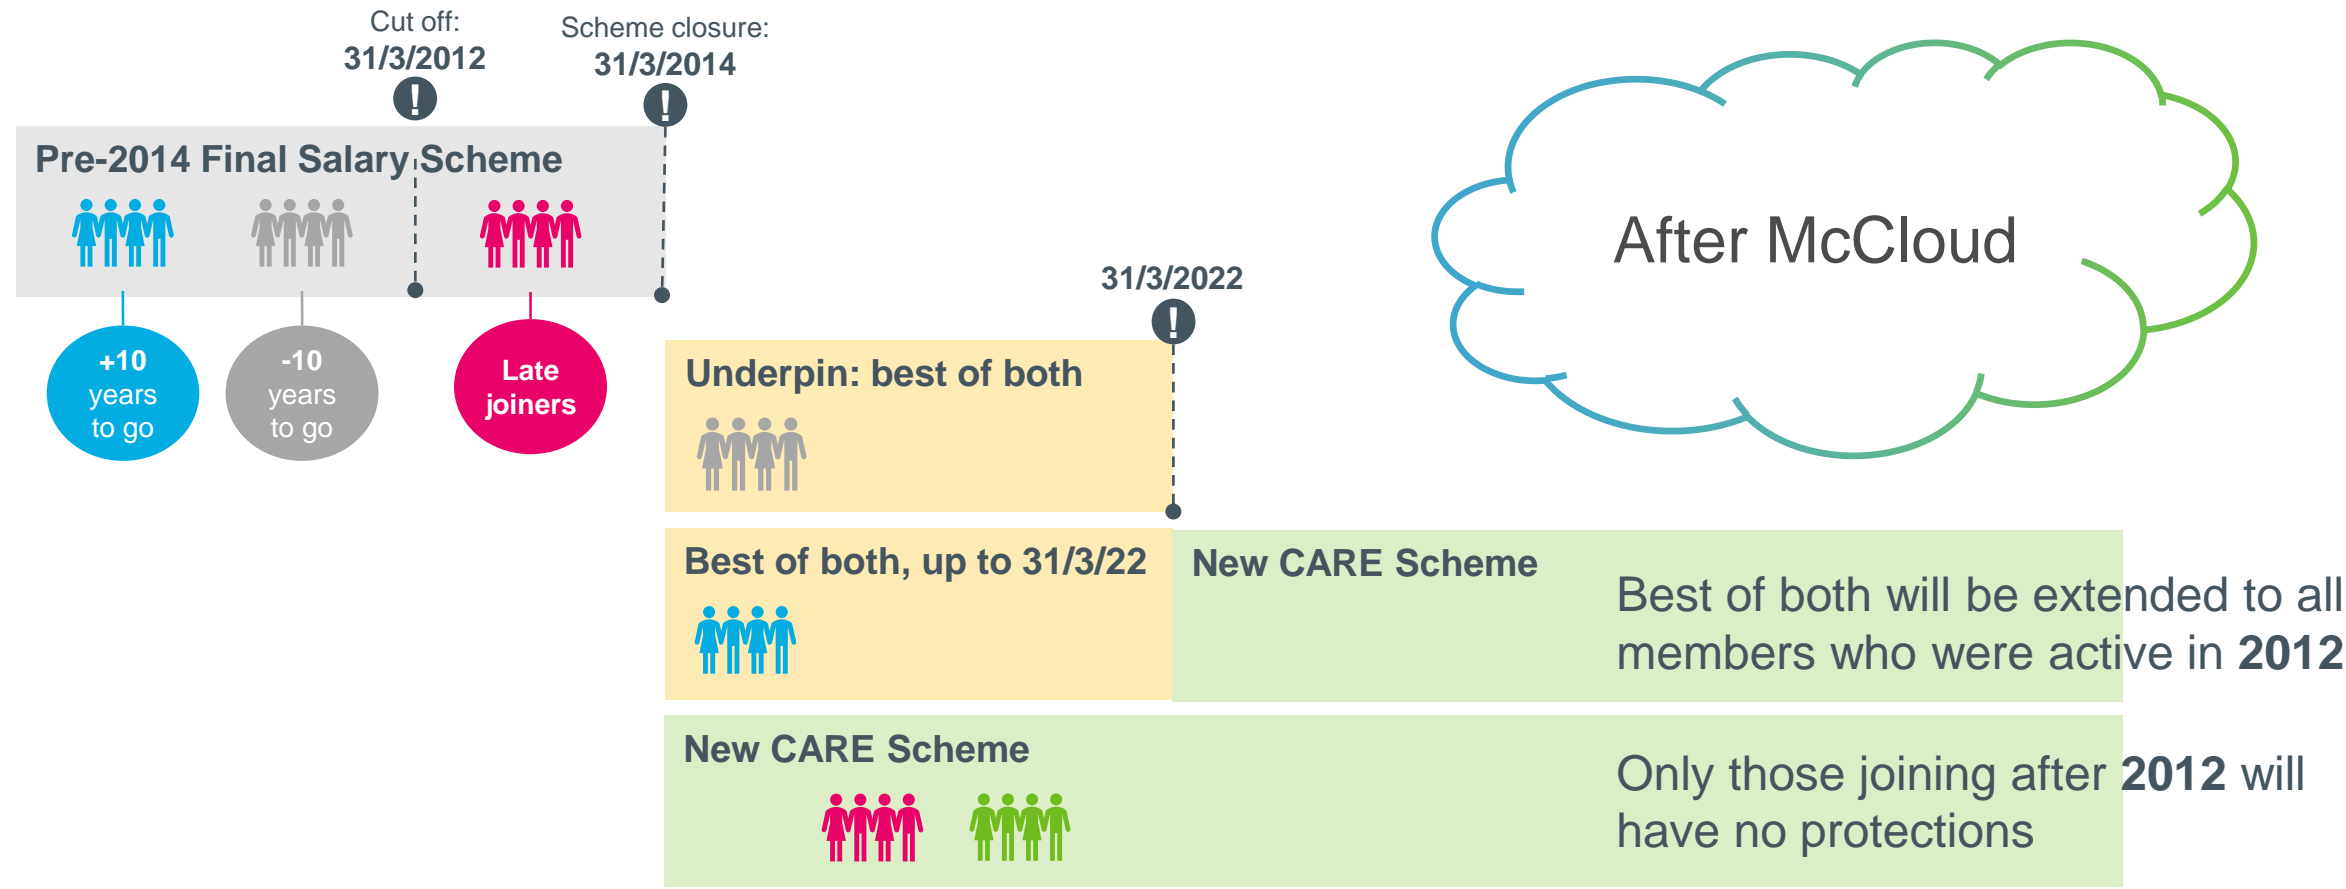 Cut off:
31/3/2012
!
Scheme closure:
31/3/2014
!
Pre-2014 Final Salary Scheme
+10
years
to go
-10
years
to go
Late
joiners
After McCloud
31/3/2022
!
Underpin: best of both
Best of both, up to 31/3/22
New CARE Scheme
Best of both will be extended to all
members who were active in 2012
New CARE Scheme
Only those joining after 2012 will
have no protections